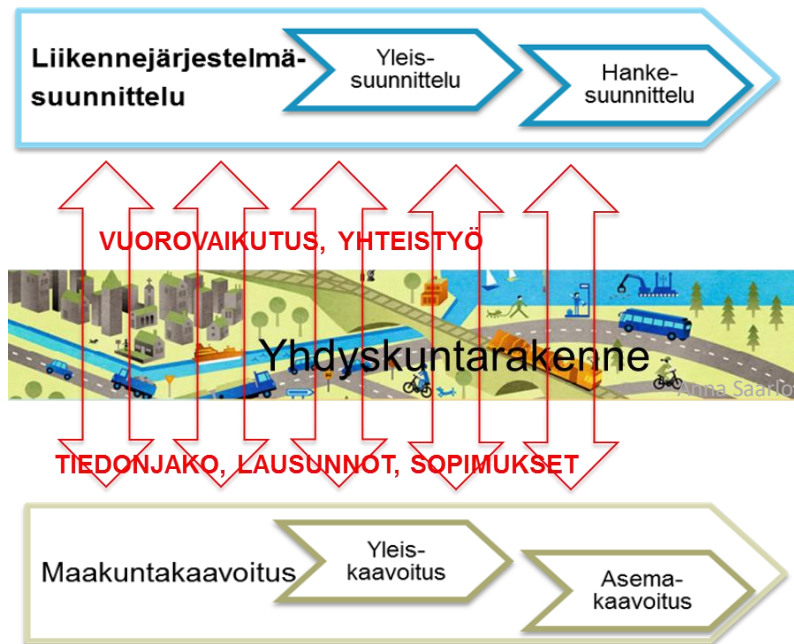 Liikennejärjestelmä-
suunnittelu
Yleis-
suunnittelu
Hanke-
suunnittelu
VUOROVAIKUTUS, YHTEISTYÖ
Yhdyskuntarakenne
Anna Saarlo
TIEDONJAKO, LAUSUNNOT, SOPIMUKSET
Maakuntakaavoitus
Yleis-
kaavoitus
Asema-
kaavoitus